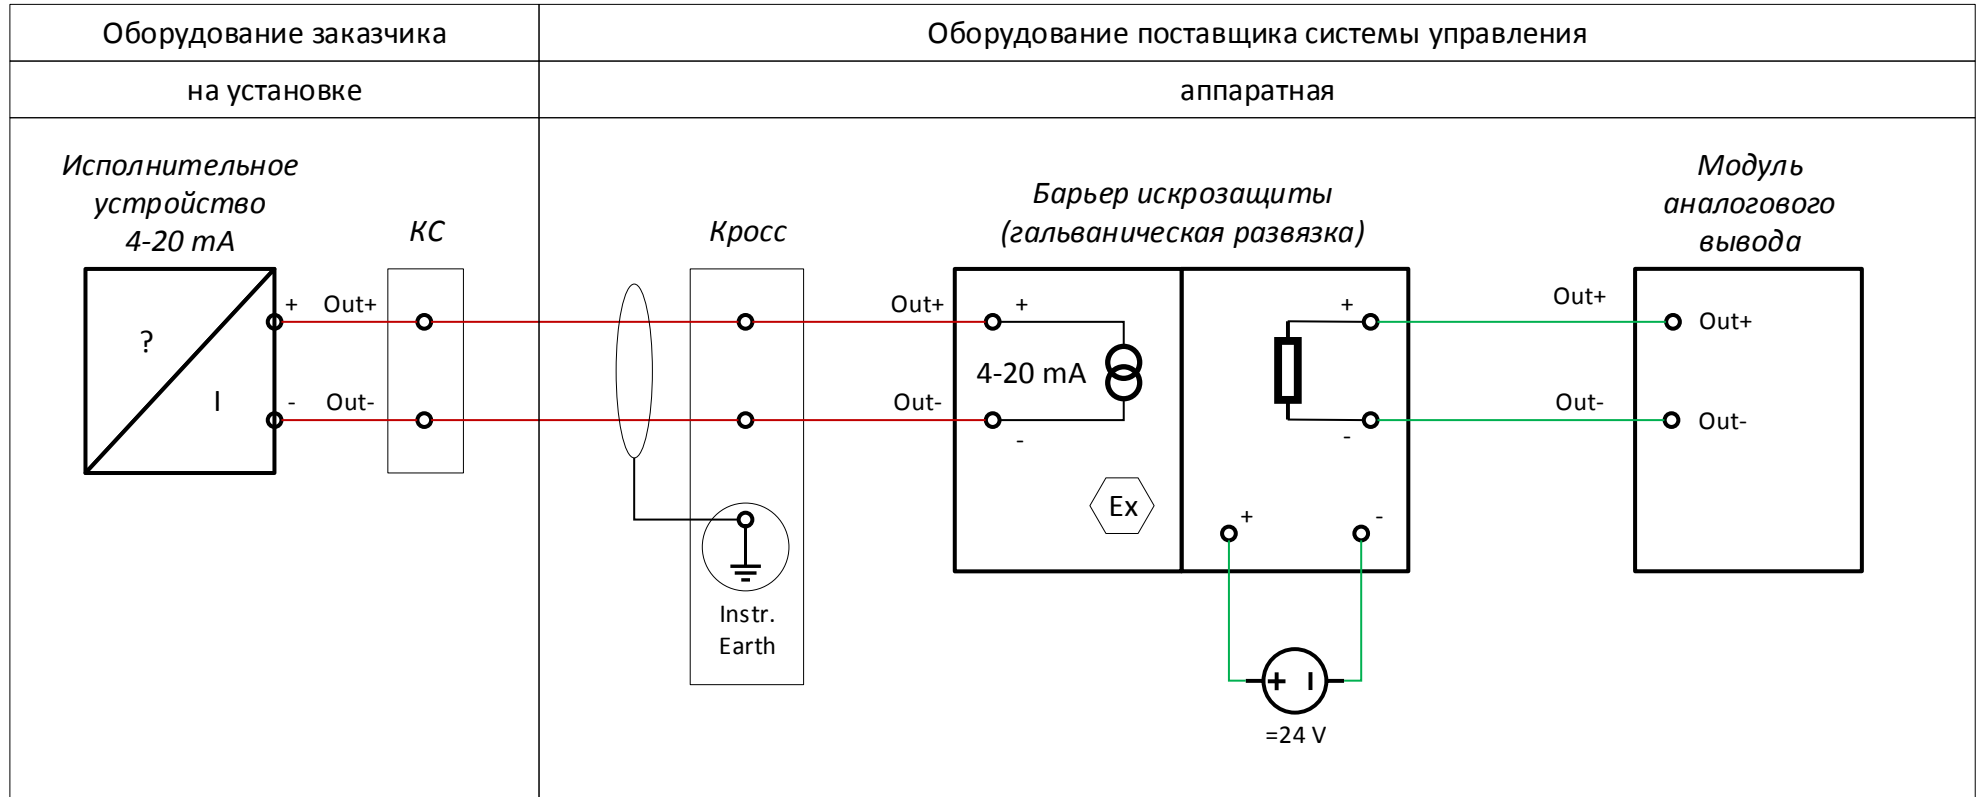 Оборудование заказчика
Оборудование поставщика системы управления
на установке
аппаратная
Исполнительное
устройство
4-20 mA
КС
Кросс
Барьер искрозащиты
(гальваническая развязка)
Модуль
аналогового
вывода
?
I
+
Out+
-
Out-
Out+
+
4-20 mA
Out-
-
Ex
+
-
+
-
Out+
Out+
Out-
Out-
Instr.
Earth
=24 V